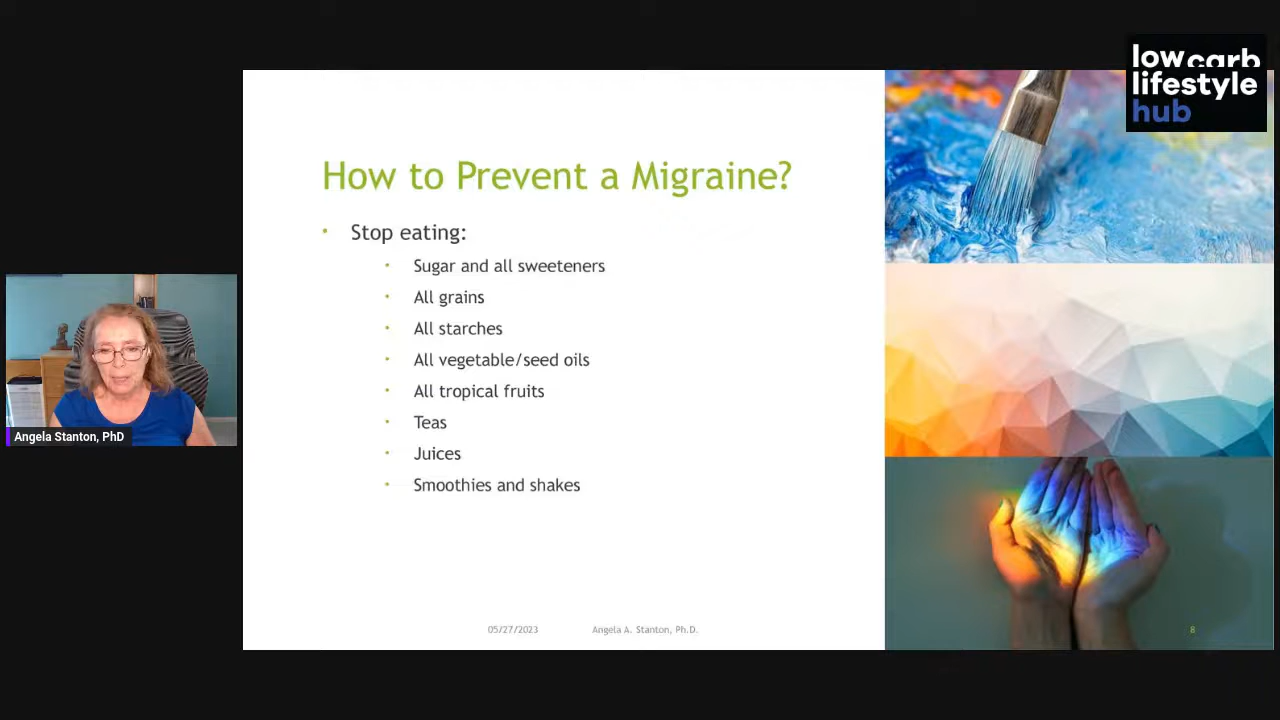 low carb
lifestyle
hub
How to Prevent a Migraine?
• Stop eating:
• Sugar and all sweeteners
• All grains
• All starches
• All vegetable/seed oils
• All tropical fruits
• Teas
• Juices
• Smoothies and shakes
Angela Stanton, PhD
05/27/2023 Angela A. Stanton, Ph.D. 8